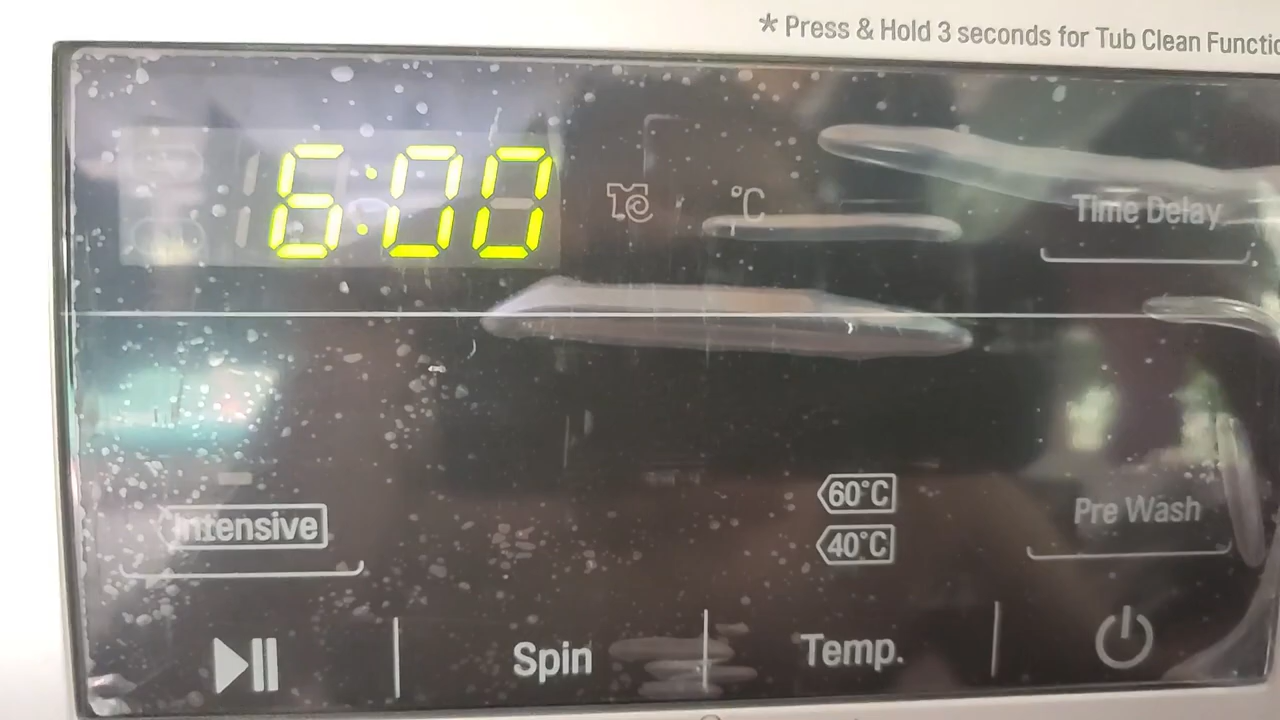 * Press & Hold 3 seconds for Tub Clean Functio
6:00
°C
Time Delay
Intensive
60°C
40°C
Pre Wash
Spin
Temp.